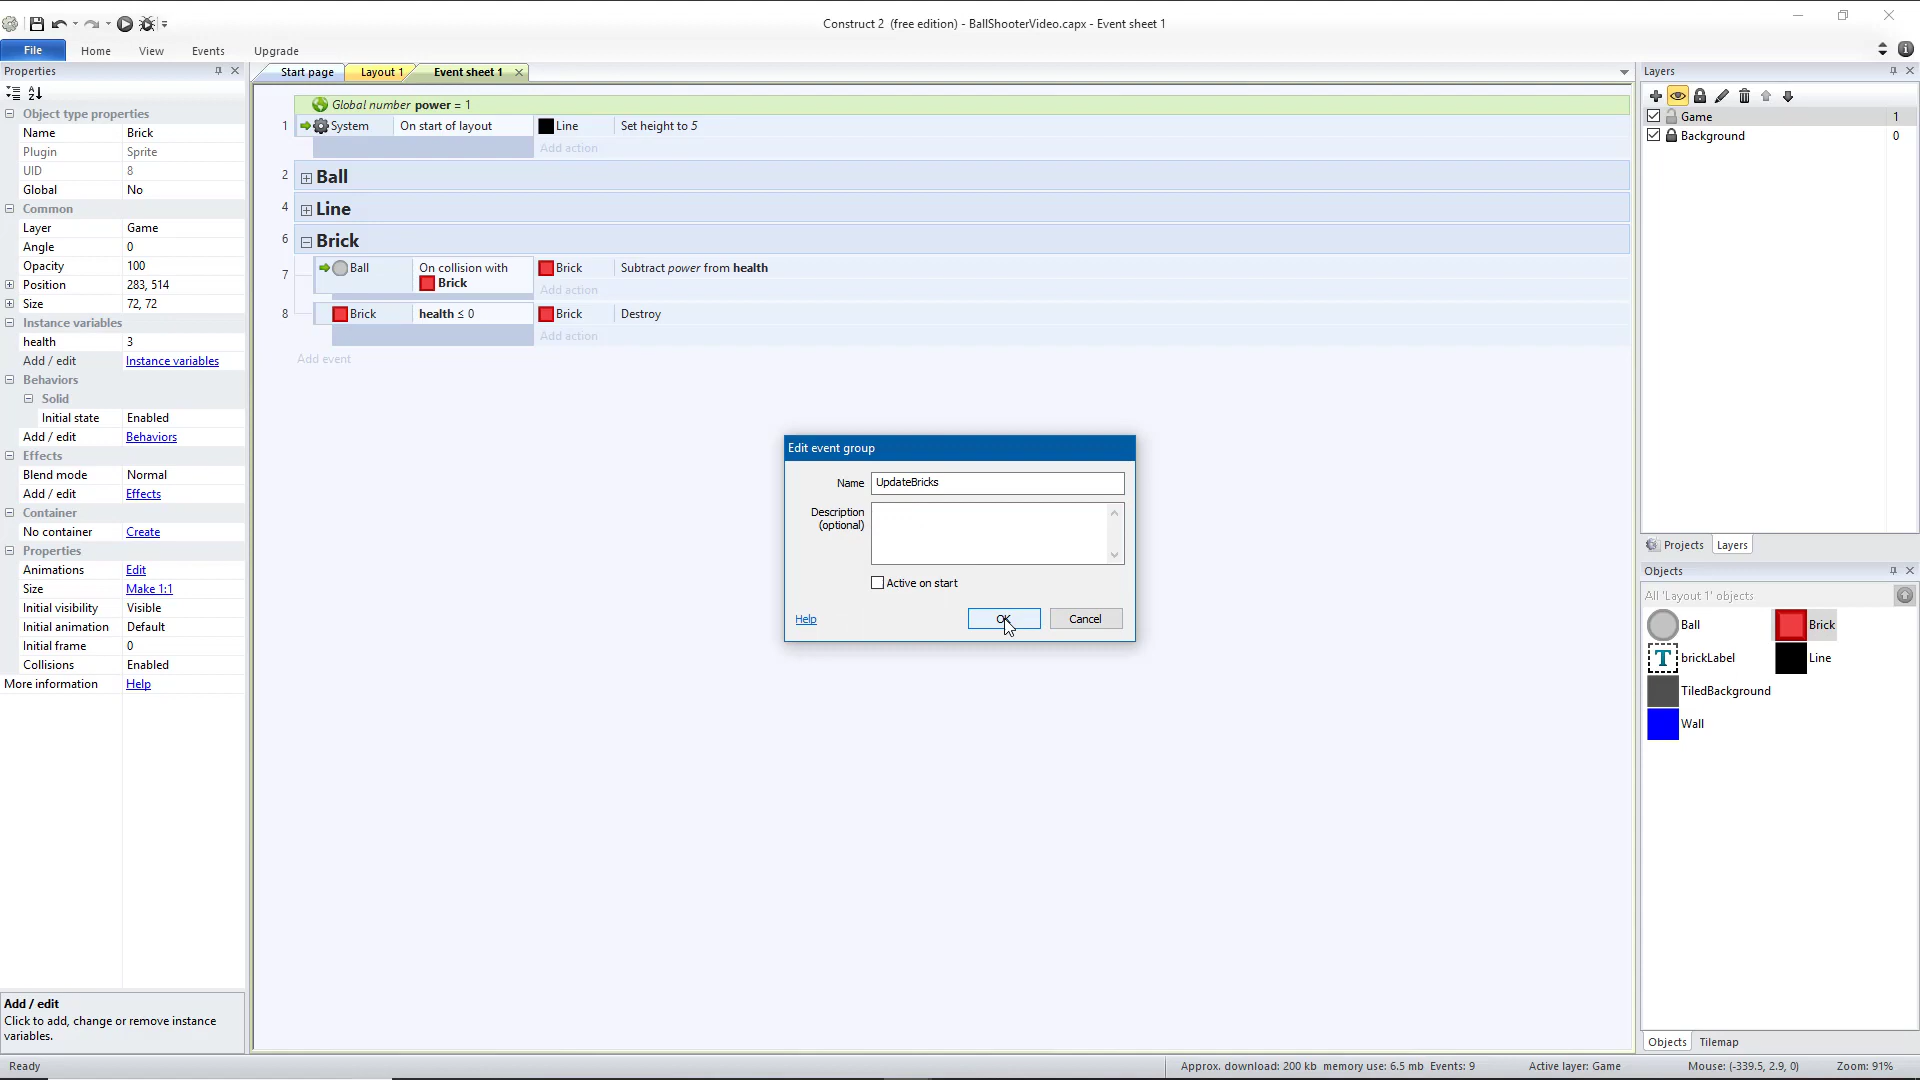 Construct 2 (free edition) - BallShooterVideo.capx - Event sheet 1
File Home View Events Upgrade
Properties
Start page Layout 1 Event sheet 1
Layers
Object type properties
Name Brick
Plugin Sprite
UID 8
Global No
Common
Layer Game
Angle 0
Opacity 100
Position 283, 514
Size 72, 72
Instance variables
health 3
Add / edit Instance variables
Behaviors
Solid
Initial state Enabled
Add / edit Behaviors
Effects
Blend mode Normal
Add / edit Effects
Container
No container Create
Properties
Animations Edit
Size Make 1:1
Initial visibility Visible
Initial animation Default
Initial frame 0
Collisions Enabled
More information Help
Add / edit
Click to add, change or remove instance
variables.
Global number power = 1
1 System On start of layout Line Set height to 5
Add action
2 Ball
4 Line
6 Brick
7 Ball On collision with Brick Subtract power from health
Brick Add action
8 Brick health ≤ 0 Brick Destroy
Add action
Add event
Edit event group
Name UpdateBricks
Description
(optional)
Active on start
Help OK Cancel
Game 1
Background 0
Projects Layers
Objects
All 'Layout 1' objects
Ball Brick
T brickLabel Line
TiledBackground
Wall
Objects Tilemap
Ready Approx. download: 200 kb memory use: 6.5 mb Events: 9 Active layer: Game Mouse: (-339.5, 2.9, 0) Zoom: 91%